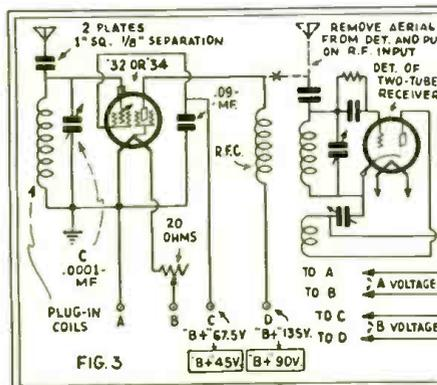 2 PLATES
1" SQ. 1/8" SEPARATION
C
'32 OR '34
.09-
MF.
R.F.C.
20
OHMS
C
.0001-
MF
PLUG-IN
COILS
A
B
C
D
"B+" 67.5V
"B+" 135V.
"B+ 45V.
"B+ 90V.
FIG. 3
REMOVE AERIAL
FROM DET. AND PU
ON R.F. INPUT
DET. OF
TWO-TUBE
RECEIVER
TO A
TO B
"A VOLTAGE
TO C
TO D
"B VOLTAGE